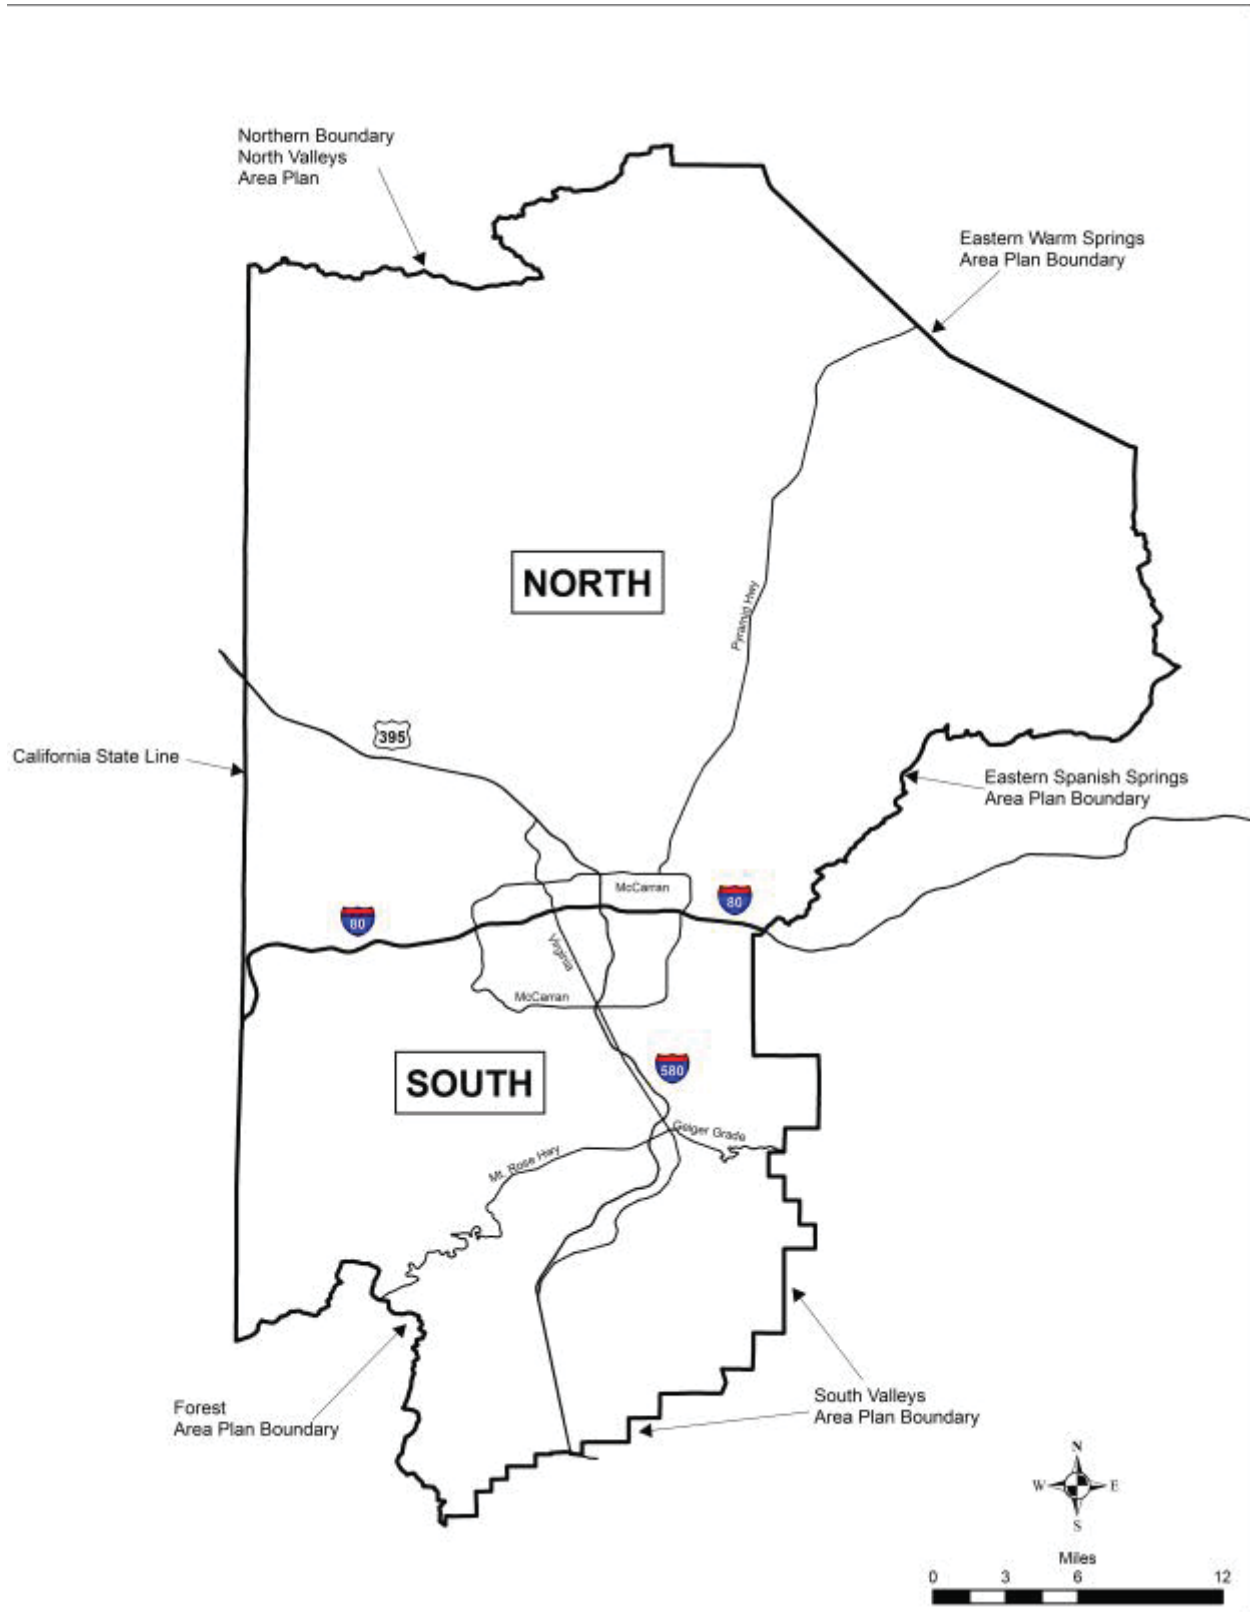 Northern Boundary
North Valleys
Area Plan
Eastern Warm Springs
Area Plan Boundary
NORTH
Pyramid Hwy
395
California State Line
Eastern Spanish Springs
Area Plan Boundary
McCarran
80
80
Virginia
McCarran
580
SOUTH
Geiger Grade
Mt. Rose Hwy
South Valleys
Area Plan Boundary
Forest
Area Plan Boundary
N
W E
S
Miles
0 3 6 12